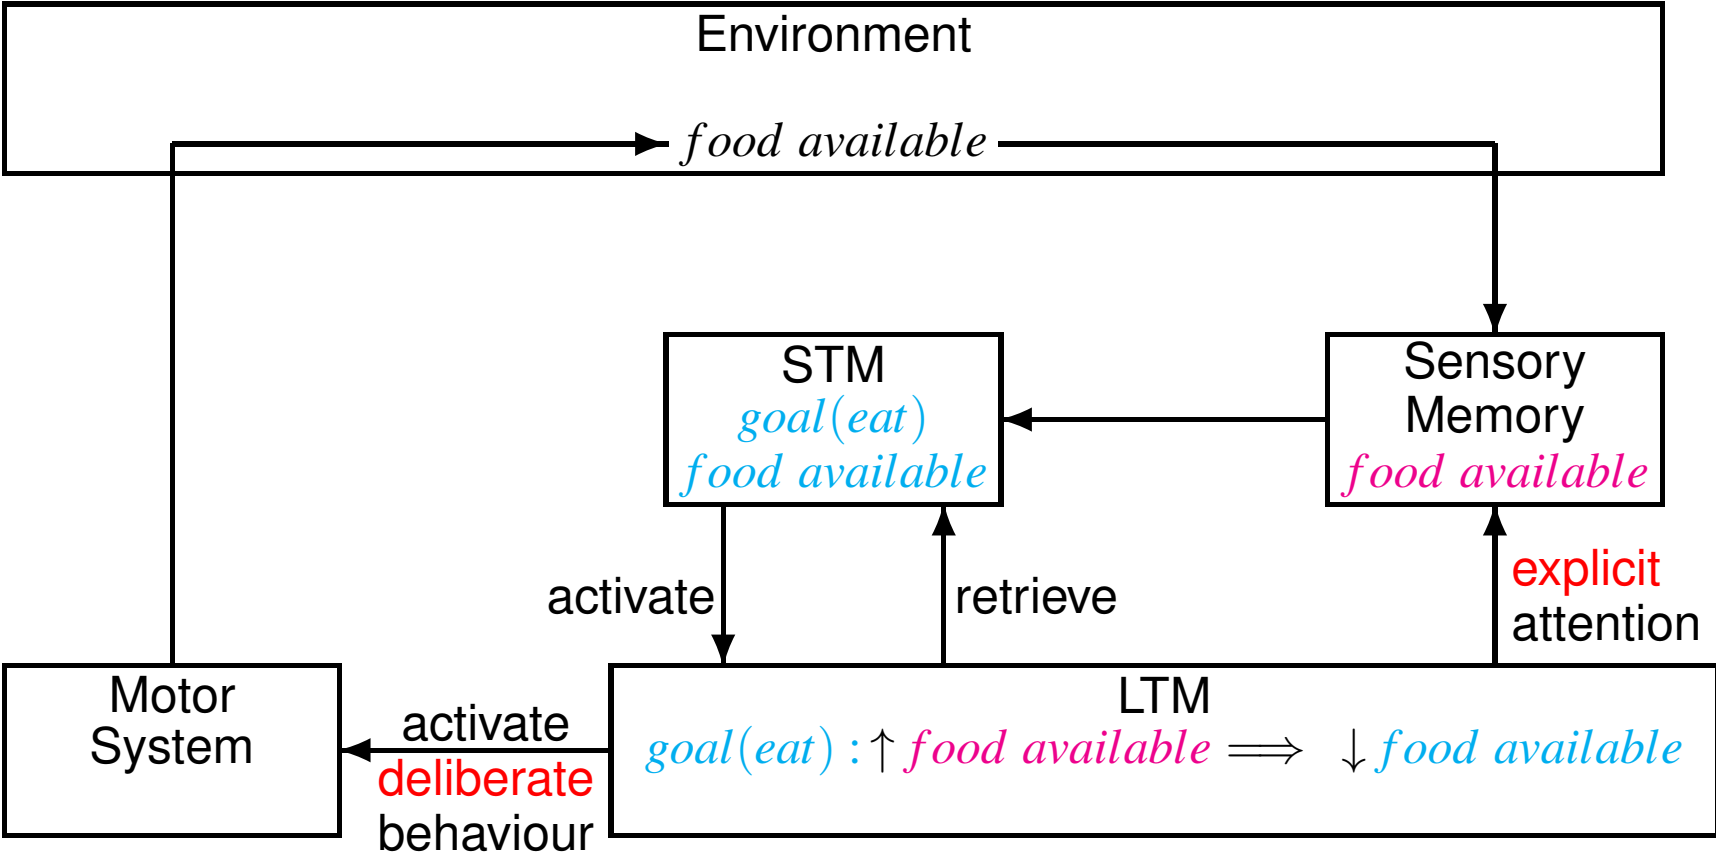 Environment
food available
STM
goal(eat)
food available
Sensory
Memory
food available
activate
retrieve
explicit
attention
Motor
System
activate
deliberate
behaviour
LTM
goal(eat) : ↑ food available ⟹ ↓ food available